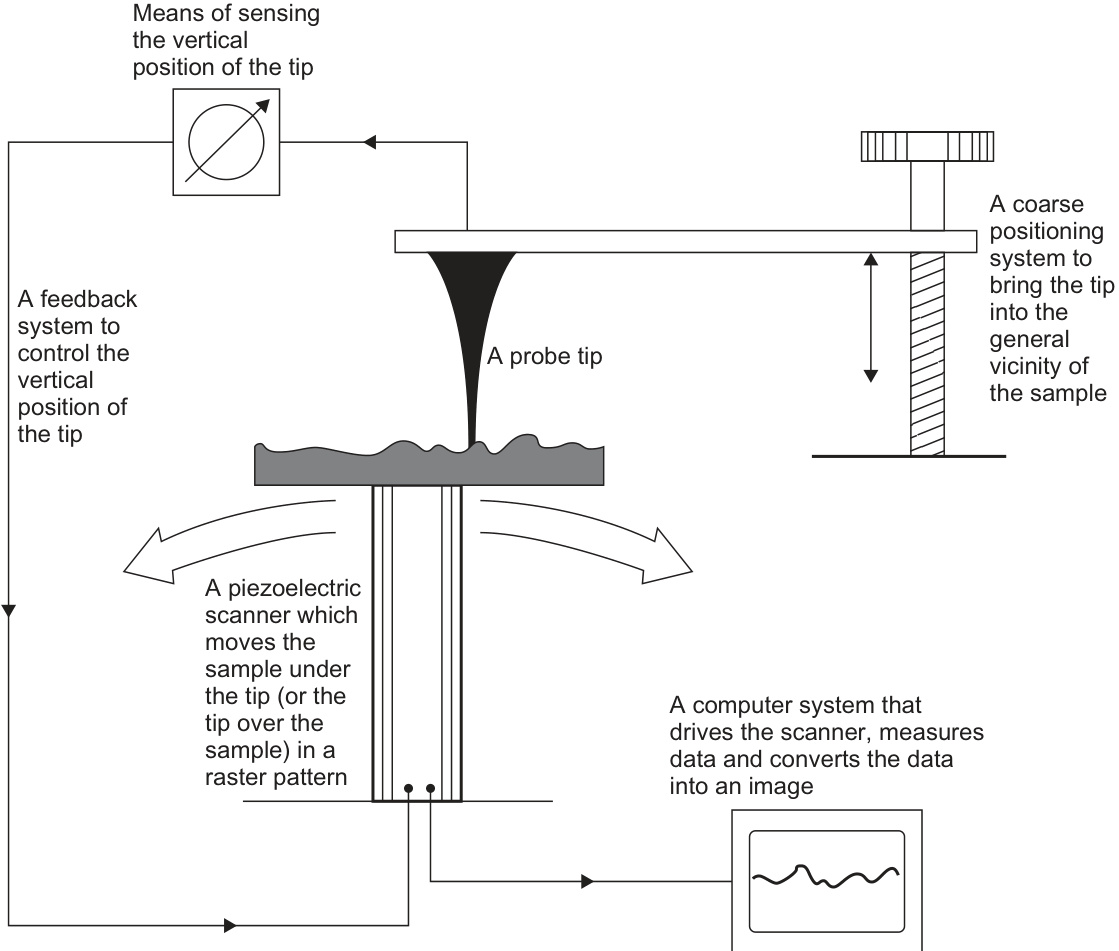 Means of sensing
the vertical
position of the tip
A coarse
positioning
system to
bring the tip
into the
general
vicinity of
the sample
A feedback
system to
control the
vertical
position of
the tip
A probe tip
A piezoelectric
scanner which
moves the
sample under
the tip (or the
tip over the
sample) in a
raster pattern
A computer system that
drives the scanner, measures
data and converts the data
into an image